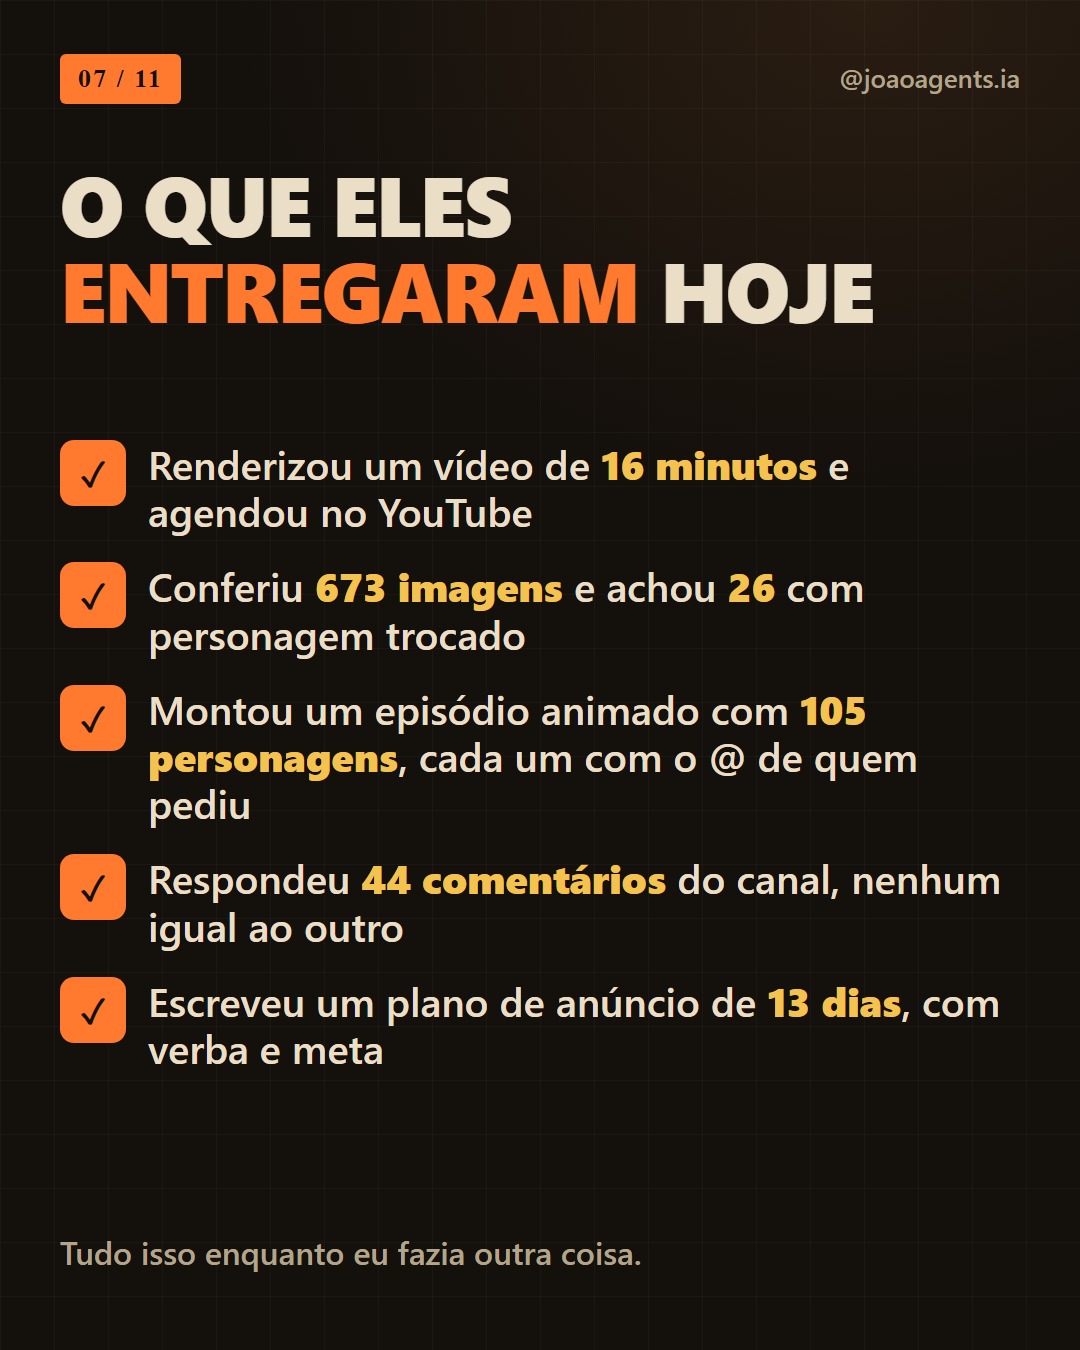 07 / 11
@joaoagents.ia
O QUE ELES
ENTREGARAM HOJE
✓ Renderizou um vídeo de 16 minutos e
agendou no YouTube
✓ Conferiu 673 imagens e achou 26 com
personagem trocado
✓ Montou um episódio animado com 105
personagens, cada um com o @ de quem
pediu
✓ Respondeu 44 comentários do canal, nenhum
igual ao outro
✓ Escreveu um plano de anúncio de 13 dias, com
verba e meta
Tudo isso enquanto eu fazia outra coisa.